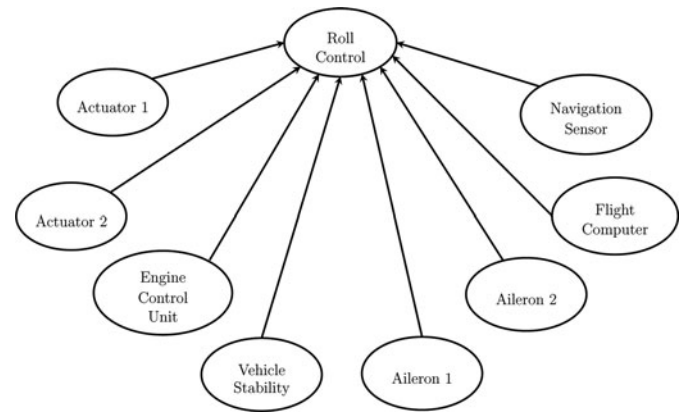 Roll
Control
Actuator 1
Navigation
Sensor
Actuator 2
Flight
Computer
Engine
Control
Unit
Aileron 2
Vehicle
Stability
Aileron 1